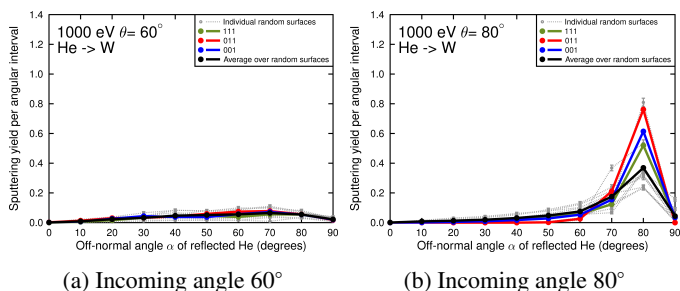 1000 eV θ= 60°
He -> W
Individual random surfaces
111
011
001
Average over random surfaces
Sputtering yield per angular interval
1.4
1.2
1.0
0.8
0.6
0.4
0.2
0.0
0 10 20 30 40 50 60 70 80 90
Off-normal angle α of reflected He (degrees)
(a) Incoming angle 60°
1000 eV θ= 80°
He -> W
Individual random surfaces
111
011
001
Average over random surfaces
Sputtering yield per angular interval
1.4
1.2
1.0
0.8
0.6
0.4
0.2
0.0
0 10 20 30 40 50 60 70 80 90
Off-normal angle α of reflected He (degrees)
(b) Incoming angle 80°